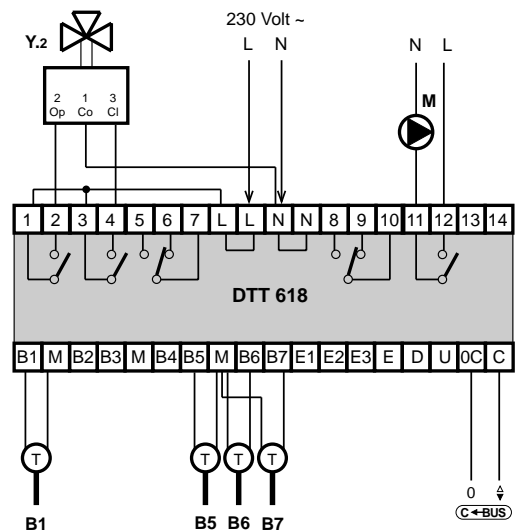 230 Volt ~
Y.2
L N
N L
2 1 3
Op Co Cl
M
1 2 3 4 5 6 7 L L N N 8 9 10 11 12 13 14
DTT 618
B1 M B2 B3 M B4 B5 M B6 B7 E1 E2 E3 E D U 0C C
T T T T
0
C BUS
B1 B5 B6 B7